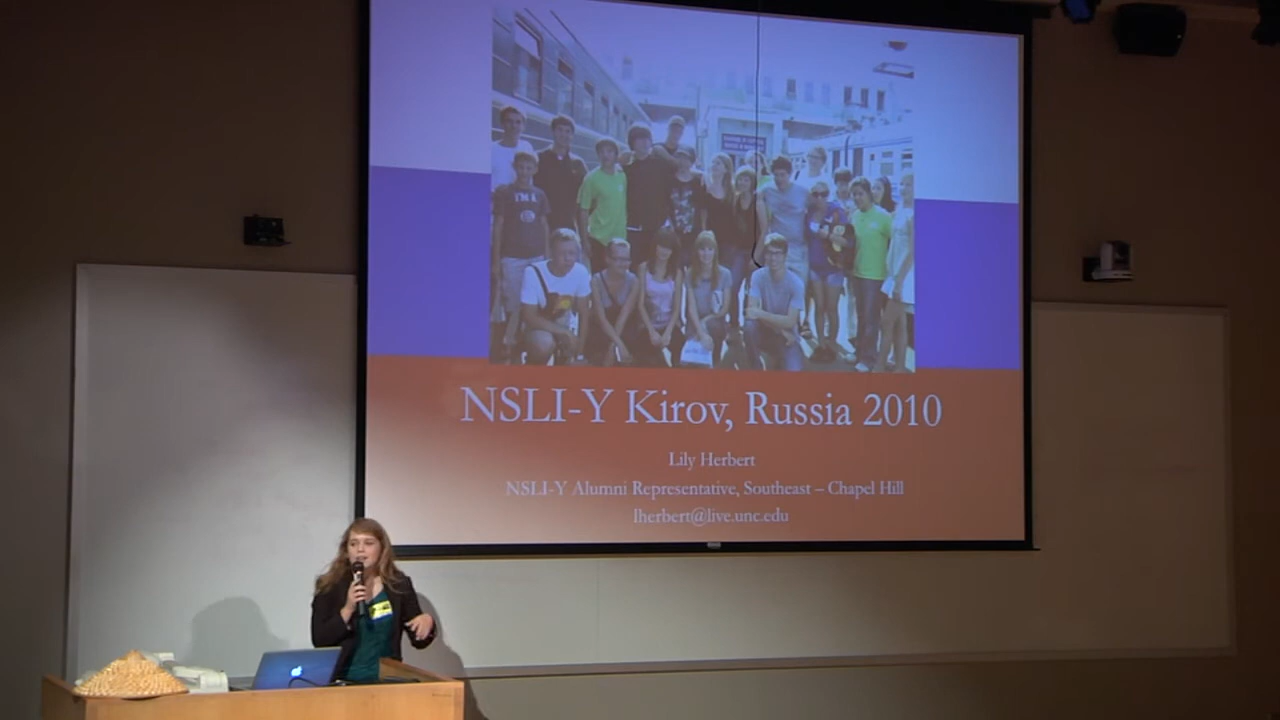 NSLI-Y Kirov, Russia 2010
Lily Herbert
NSLI-Y Alumni Representative, Southeast – Chapel Hill
lherbert@live.unc.edu